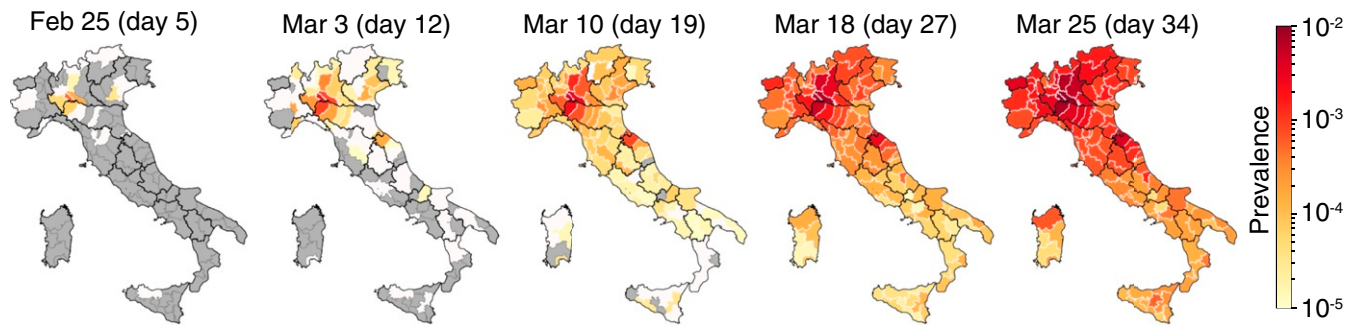 Feb 25 (day 5)
Mar 3 (day 12)
Mar 10 (day 19)
Mar 18 (day 27)
Mar 25 (day 34)
10⁻²
10⁻³
10⁻⁴
10⁻⁵
Prevalence